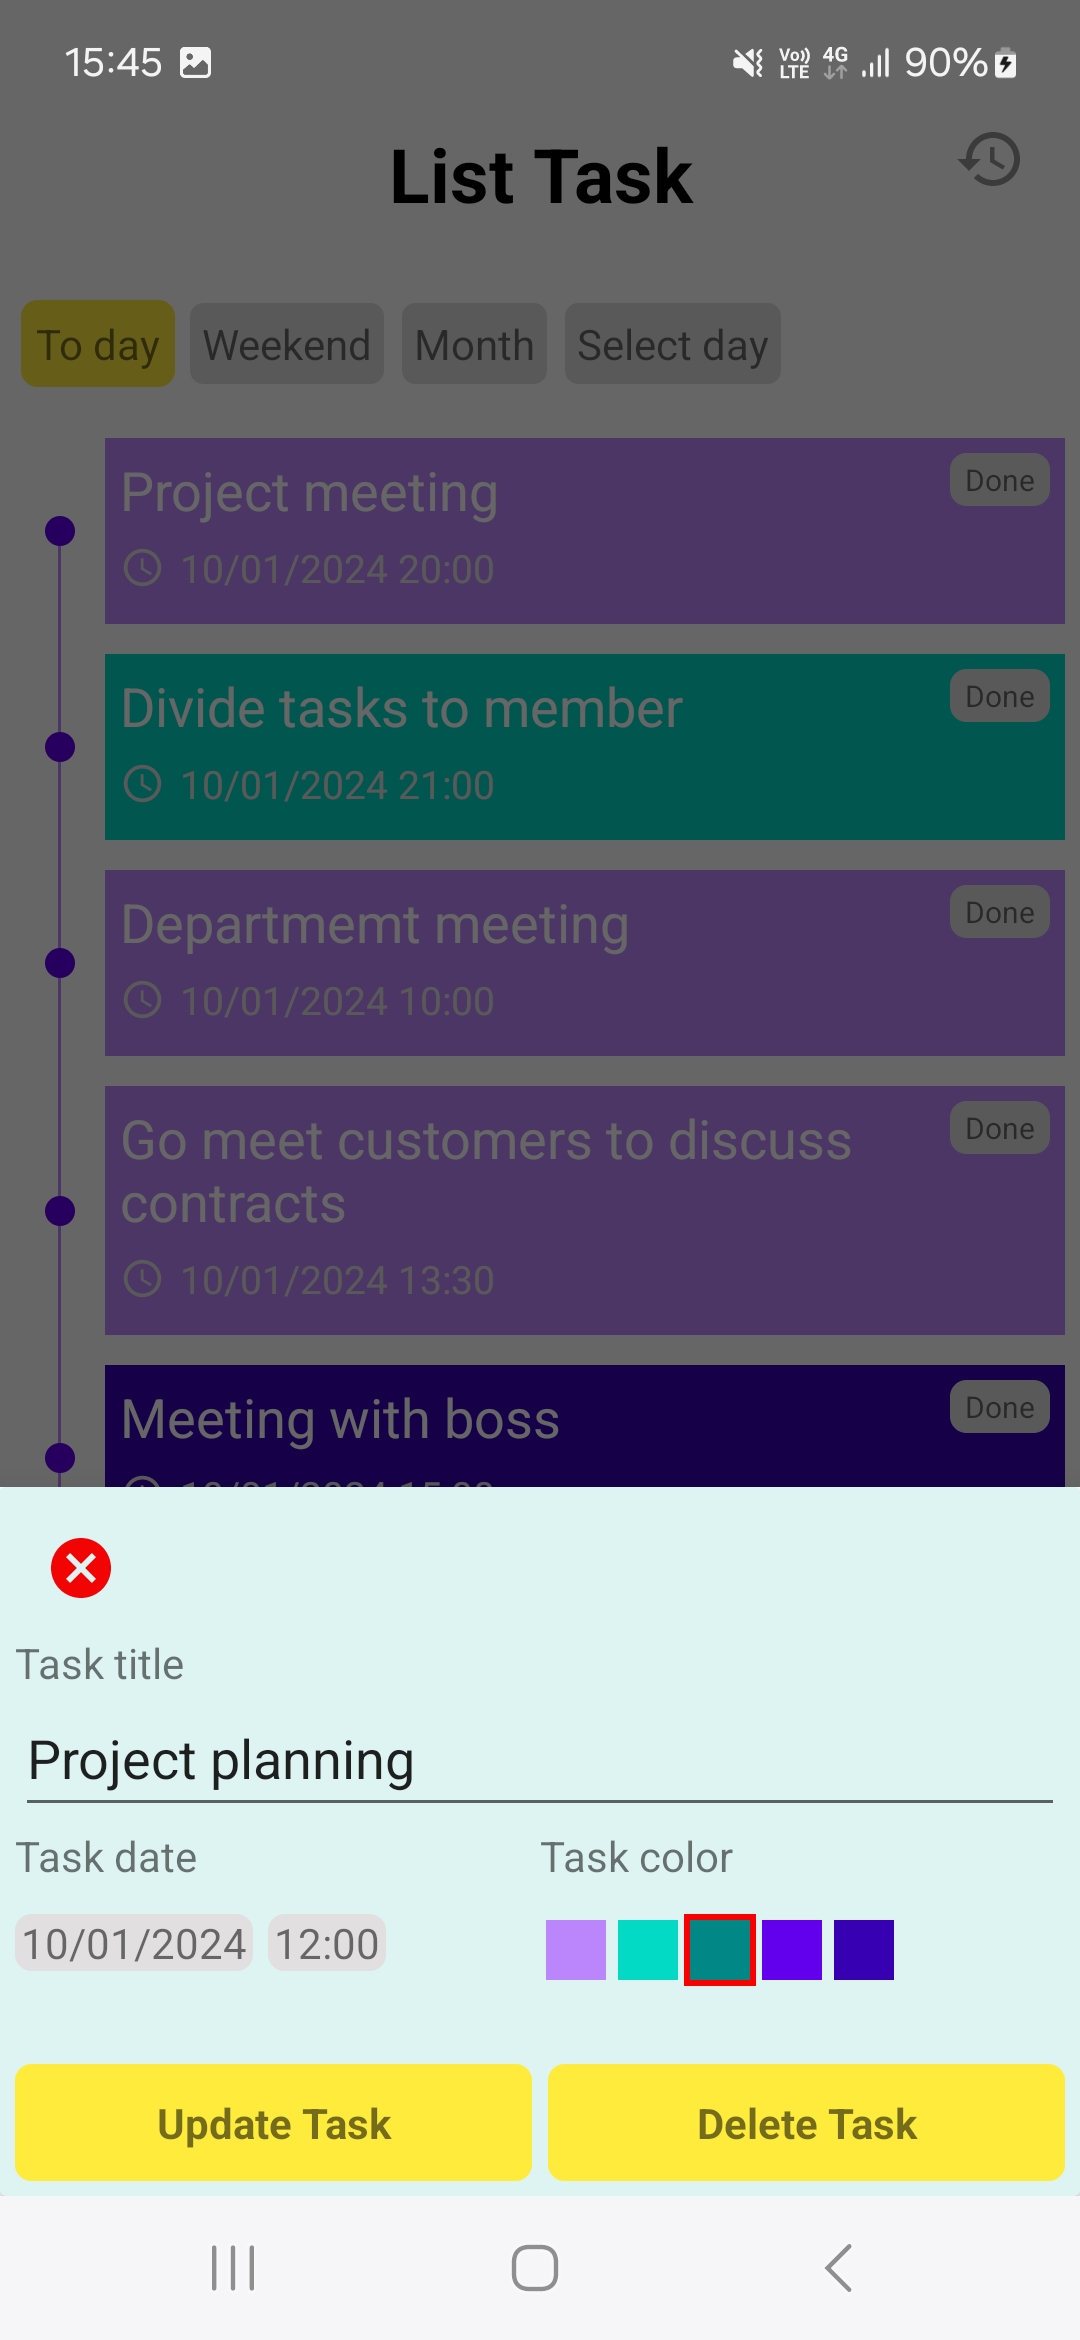 15:45 Vo)) LTE 4G 90%
List Task
To day Weekend Month Select day
Project meeting Done
10/01/2024 20:00
Divide tasks to member Done
10/01/2024 21:00
Departmemt meeting Done
10/01/2024 10:00
Go meet customers to discuss Done
contracts
10/01/2024 13:30
Meeting with boss Done
Task title
Project planning
Task date Task color
10/01/2024 12:00
Update Task Delete Task